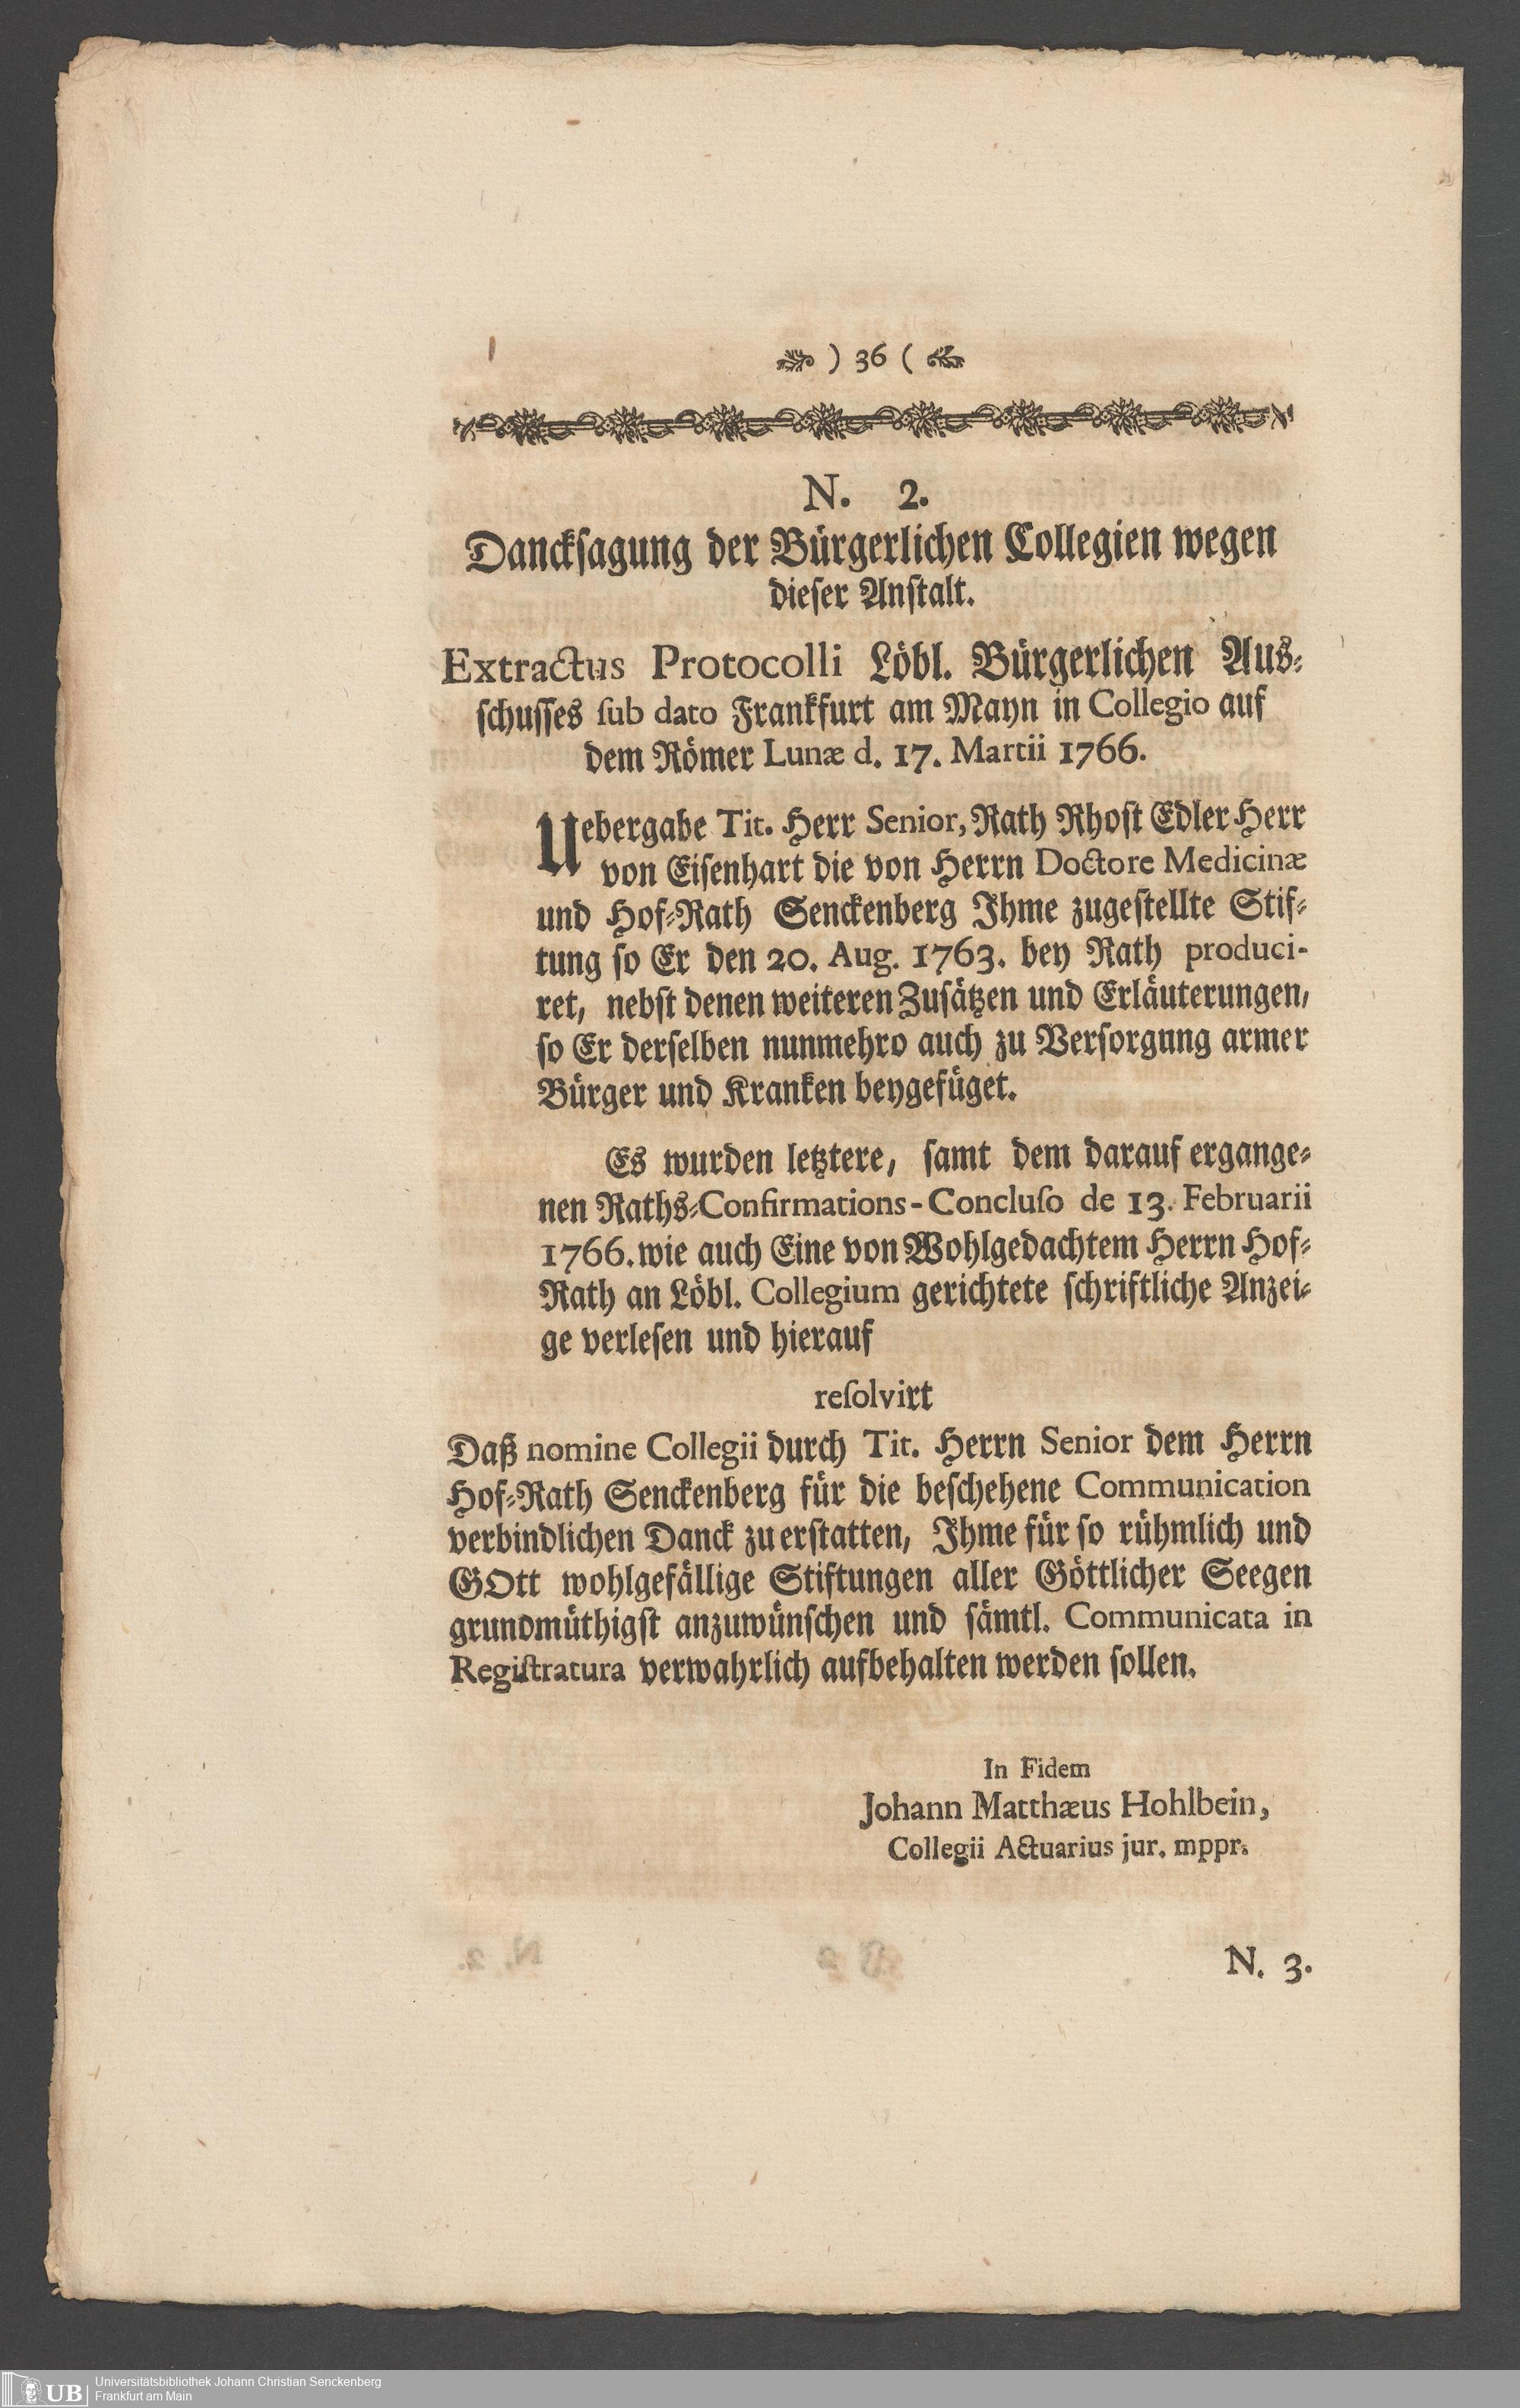 ) 36 (
N. 2.
Danckſagung der Bürgerlichen Collegien wegen
dieſer Anſtalt.
Extractus Protocolli Löbl. Bürgerlichen Aus-
ſchuſſes ſub dato Frankfurt am Mayn in Collegio auf
dem Römer Lunæ d. 17. Martii 1766.
Uebergabe Tit. Herr Senior, Rath Rhoſt Edler Herr
von Eiſenhart die von Herrn Doctore Medicinæ
und Hof-Rath Senckenberg Ihme zugeſtellte Stif-
tung ſo Er den 20. Aug. 1763. bey Rath produci-
ret, nebſt denen weiteren Zuſätzen und Erläuterungen,
ſo Er derſelben nunmehro auch zu Verſorgung armer
Bürger und Kranken beygefüget.
Es wurden letztere, ſamt dem darauf ergange-
nen Raths-Confirmations-Concluſo de 13. Februarii
1766. wie auch Eine von Wohlgedachtem Herrn Hof-
Rath an Löbl. Collegium gerichtete ſchriftliche Anzei-
ge verleſen und hierauf
reſolvirt
Daß nomine Collegii durch Tit. Herrn Senior dem Herrn
Hof-Rath Senckenberg für die beſchehene Communication
verbindlichen Danck zu erſtatten, Ihme für ſo rühmlich und
GOtt wohlgefällige Stiftungen aller Göttlicher Seegen
grundmüthigſt anzuwünſchen und ſämtl. Communicata in
Regiſtratura verwahrlich aufbehalten werden ſollen.
In Fidem
Johann Matthæus Hohlbein,
Collegii Actuarius jur. mppr.
N. 3.
UB
Universitätsbibliothek Johann Christian Senckenberg
Frankfurt am Main